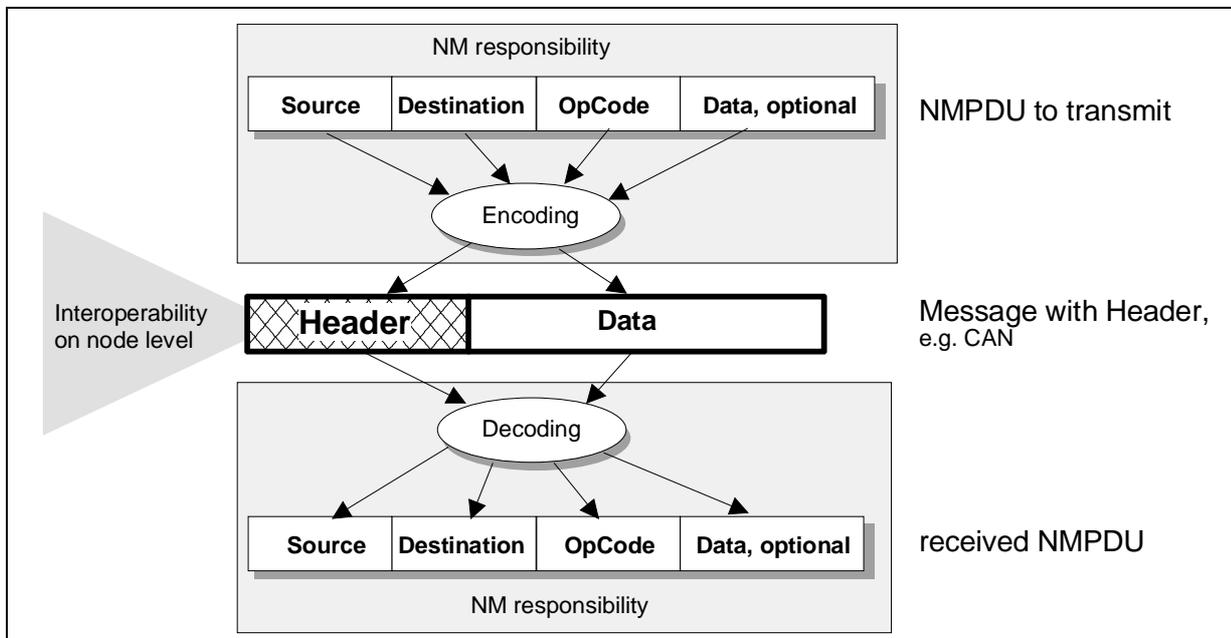 NM responsibility
Source Destination OpCode Data, optional
NMPDU to transmit
Encoding
Interoperability
on node level
Header Data
Message with Header,
e.g. CAN
Decoding
Source Destination OpCode Data, optional
received NMPDU
NM responsibility